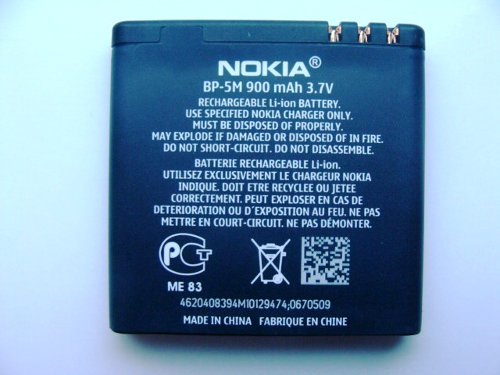 NOKIA®
BP-5M 900 mAh 3.7V
RECHARGEABLE Li-ion BATTERY.
USE SPECIFIED NOKIA CHARGER ONLY.
MUST BE DISPOSED OF PROPERLY.
MAY EXPLODE IF DAMAGED OR DISPOSED OF IN FIRE.
DO NOT SHORT-CIRCUIT.
BATTERIE RECHARGEABLE Li-ion.
UTILISEZ EXCLUSIVEMENT LE CHARGEUR NOKIA
INDIQUE. DOIT ETRE RECYCLEE OU JETEE
CORRECTEMENT. PEUT EXPLOSER EN CAS DE
DETERIORATION OU D'EXPOSITION AU FEU. NE PAS
METTRE EN COURT-CIRCUIT. NE PAS DÉMONTER.
РСТ
ME 83
4620408394M10129474;0670509
MADE IN CHINA FABRIQUE EN CHINE